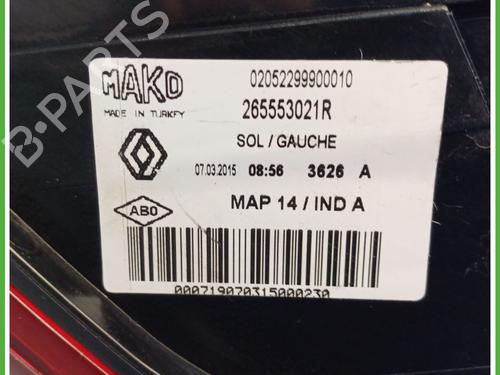 MAKO
MADE IN TURKEY
02052299900010
265553021R
SOL / GAUCHE
07.03.2015 08:56 3626 A
ABO
MAP 14 / IND A
000719070315000230